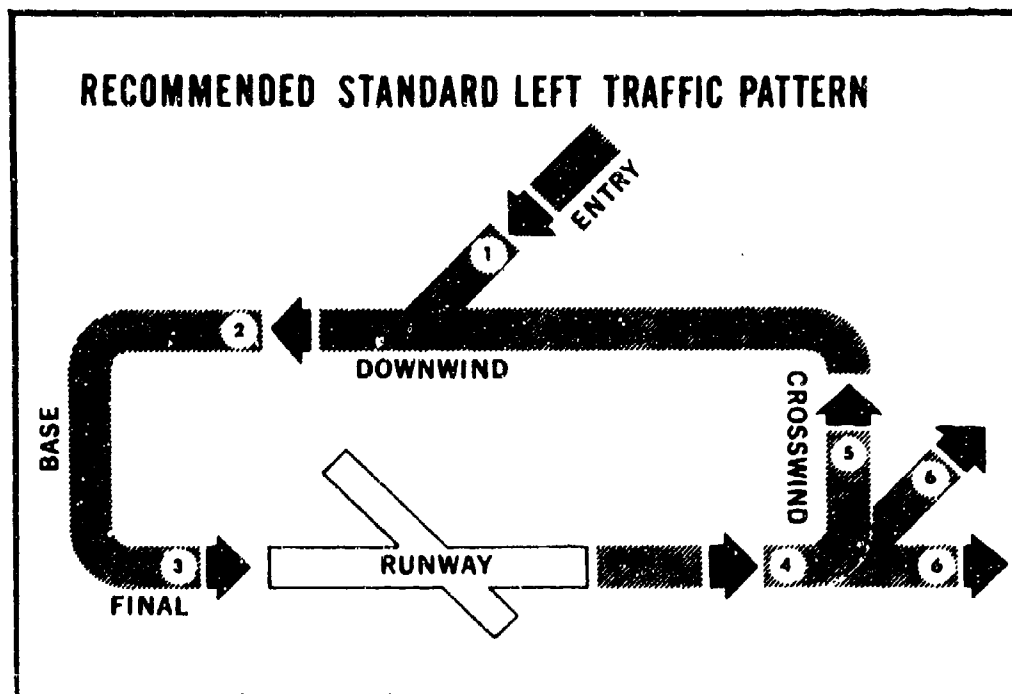 RECOMMENDED STANDARD LEFT TRAFFIC PATTERN
ENTRY
1
2
DOWNWIND
CROSSWIND
BASE
5
6
3
RUNWAY
4
6
FINAL